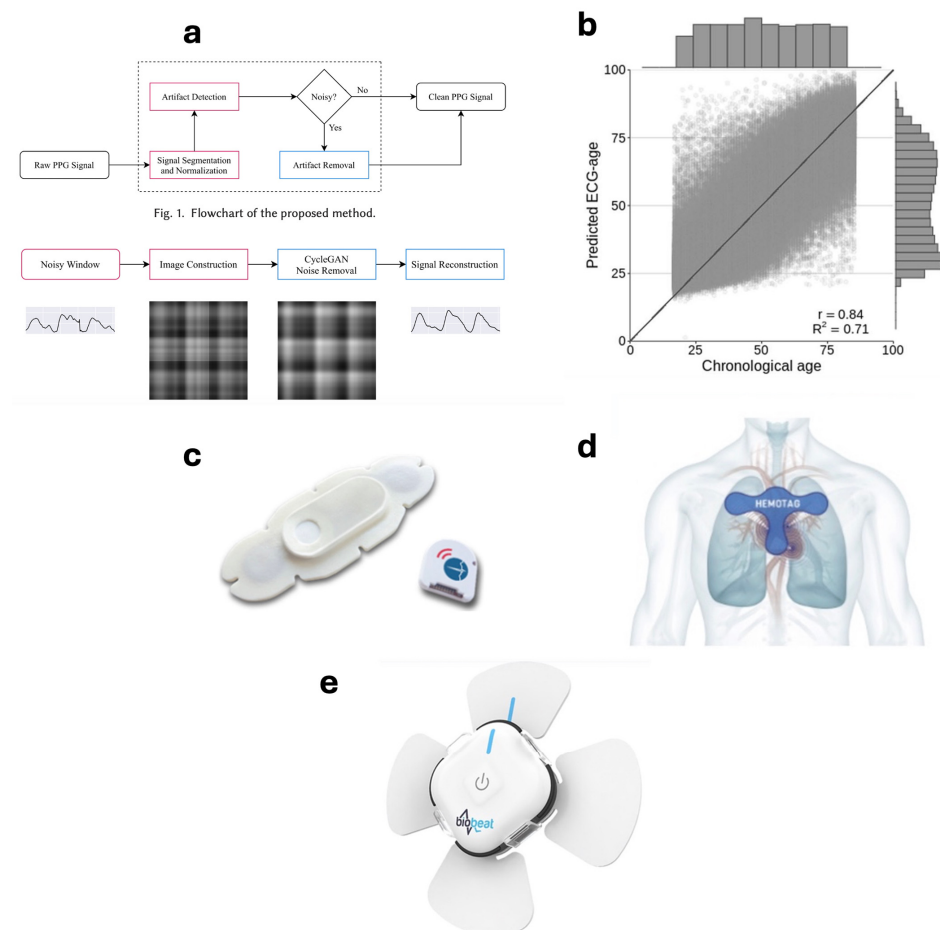 a
Artifact Detection
Noisy?
No
Clean PPG Signal
Yes
Raw PPG Signal
Signal Segmentation
and Normalization
Artifact Removal
Fig. 1. Flowchart of the proposed method.
Noisy Window
Image Construction
CycleGAN
Noise Removal
Signal Reconstruction
b
100
75
50
25
0
Predicted ECG-age
r = 0.84
R² = 0.71
0
25
50
75
100
Chronological age
c
d
HEMOTAG
e
biobeat